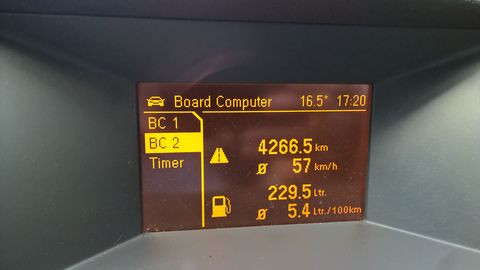 Board Computer 16.5° 17:20
BC 1
BC 2
Timer
4266.5 km
ø 57 km/h
229.5 Ltr.
ø 5.4 Ltr./100km